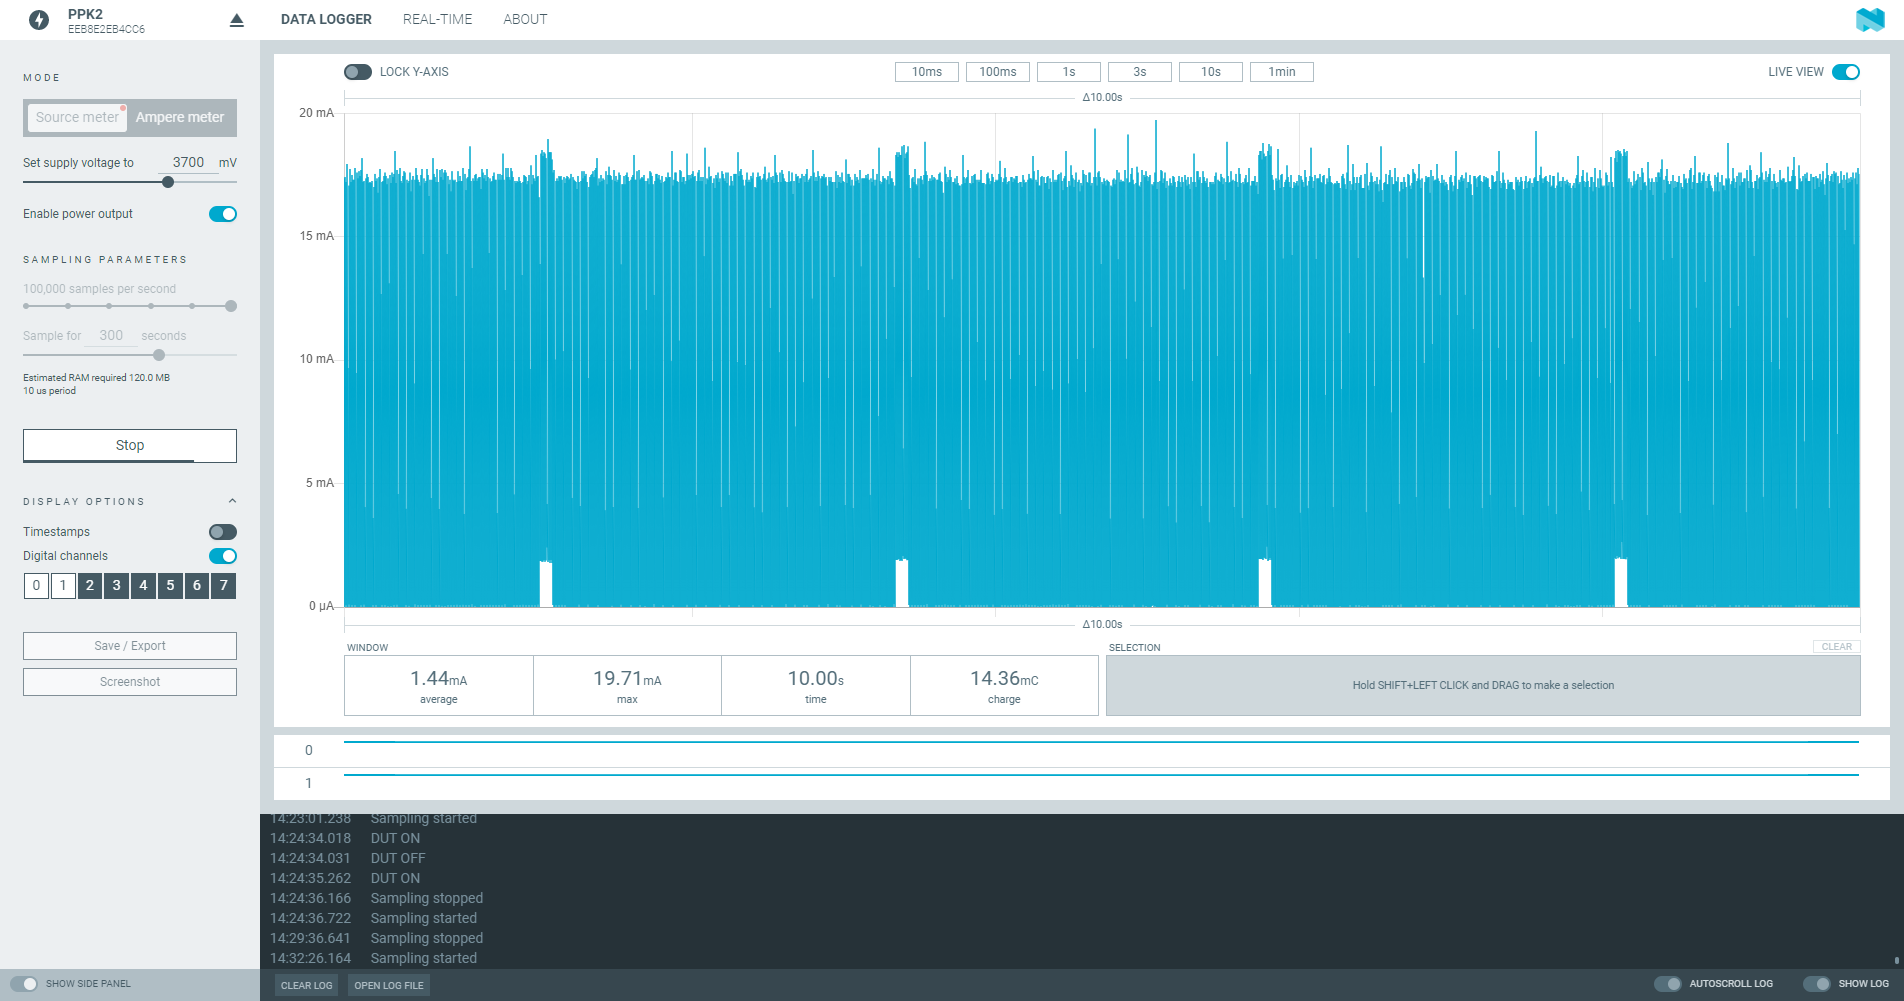 PPK2
EEB8E2EB4CC6
DATA LOGGER REAL-TIME ABOUT
MODE
Source meter Ampere meter
Set supply voltage to 3700 mV
Enable power output
SAMPLING PARAMETERS
100,000 samples per second
Sample for 300 seconds
Estimated RAM required 120.0 MB
10 us period
Stop
DISPLAY OPTIONS
Timestamps
Digital channels
0 1 2 3 4 5 6 7
Save / Export
Screenshot
SHOW SIDE PANEL
LOCK Y-AXIS 10ms 100ms 1s 3s 10s 1min LIVE VIEW
Δ10.00s
20 mA
15 mA
10 mA
5 mA
0 µA
Δ10.00s
WINDOW
1.44mA 19.71mA 10.00s 14.36mC
average max time charge
SELECTION CLEAR
Hold SHIFT+LEFT CLICK and DRAG to make a selection
0
1
14:23:01.238 Sampling started
14:24:34.018 DUT ON
14:24:34.031 DUT OFF
14:24:35.262 DUT ON
14:24:36.166 Sampling stopped
14:24:36.722 Sampling started
14:29:36.641 Sampling stopped
14:32:26.164 Sampling started
CLEAR LOG OPEN LOG FILE AUTOSCROLL LOG SHOW LOG